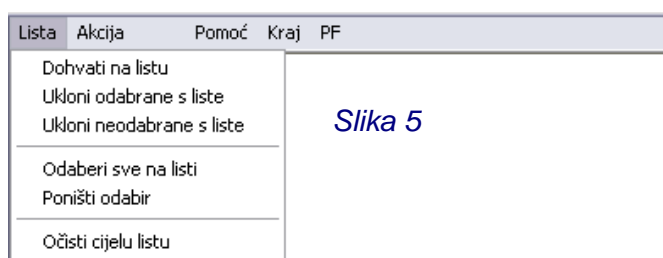 Lista Akcija Pomoć Kraj PF
Dohvati na listu
Ukloni odabrane s liste
Ukloni neodabrane s liste
Slika 5
Odaberi sve na listi
Poništi odabir
Očisti cijelu listu